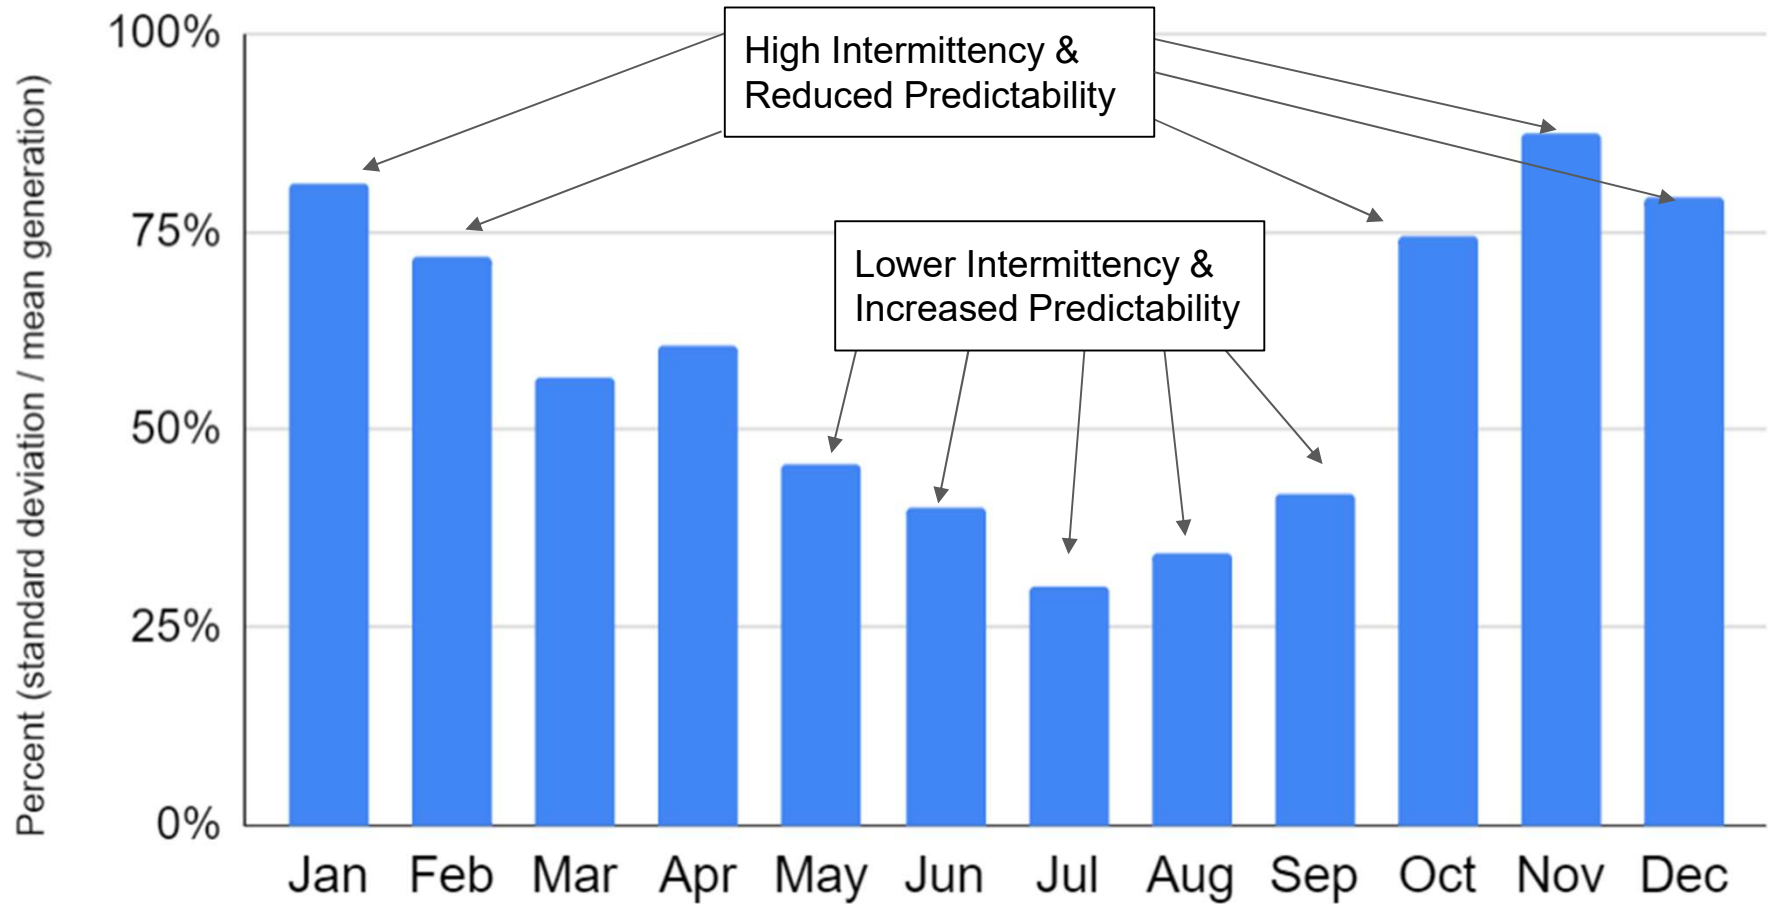 Percent (standard deviation / mean generation)
100%
75%
50%
25%
0%
High Intermittency &
Reduced Predictability
Lower Intermittency &
Increased Predictability
Jan Feb Mar Apr May Jun Jul Aug Sep Oct Nov Dec